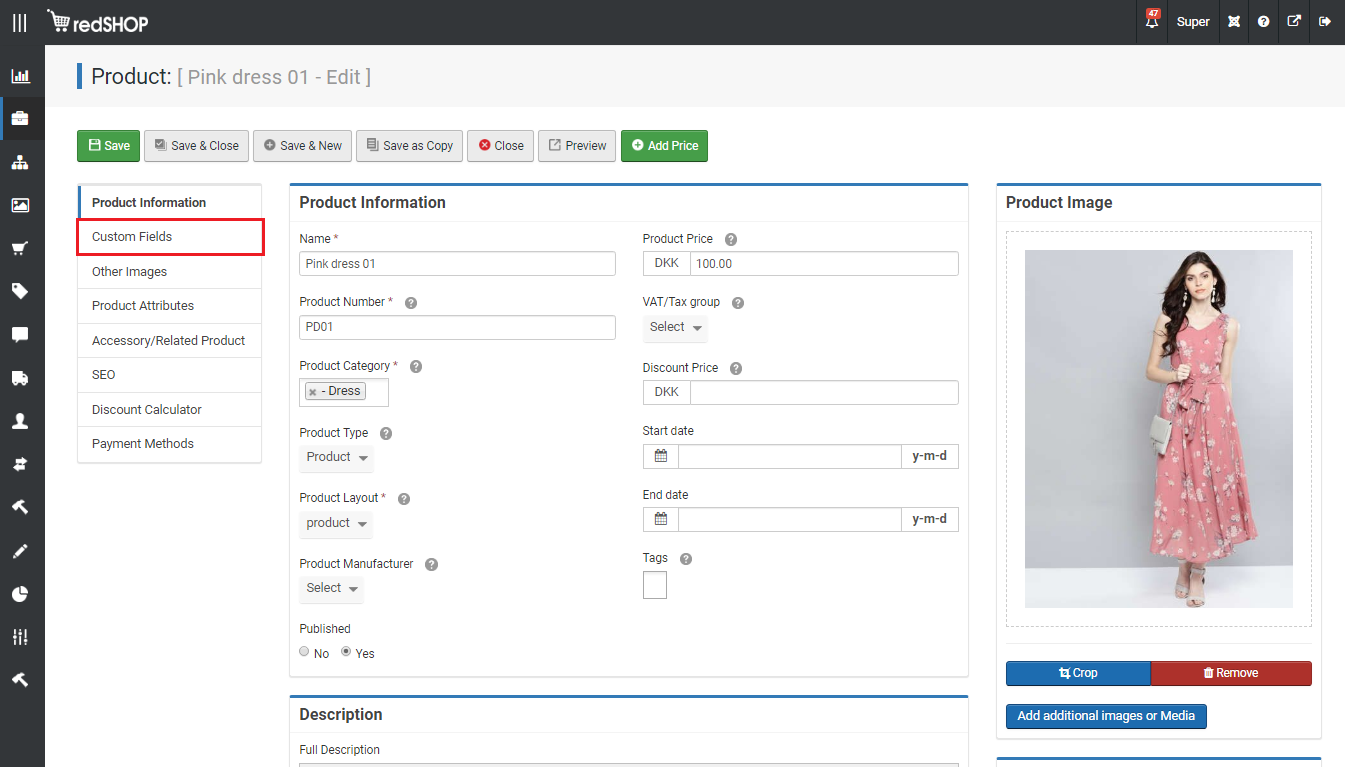 redSHOP
47
Super
Product: [ Pink dress 01 - Edit ]
Save
Save & Close
Save & New
Save as Copy
Close
Preview
Add Price
Product Information
Custom Fields
Other Images
Product Attributes
Accessory/Related Product
SEO
Discount Calculator
Payment Methods
Product Information
Name *
Pink dress 01
Product Number *
PD01
Product Category *
- Dress
Product Type
Product
Product Layout *
product
Product Manufacturer
Select
Published
No Yes
Product Price
DKK 100.00
VAT/Tax group
Select
Discount Price
DKK
Start date
y-m-d
End date
y-m-d
Tags
Description
Full Description
Product Image
Crop
Remove
Add additional images or Media